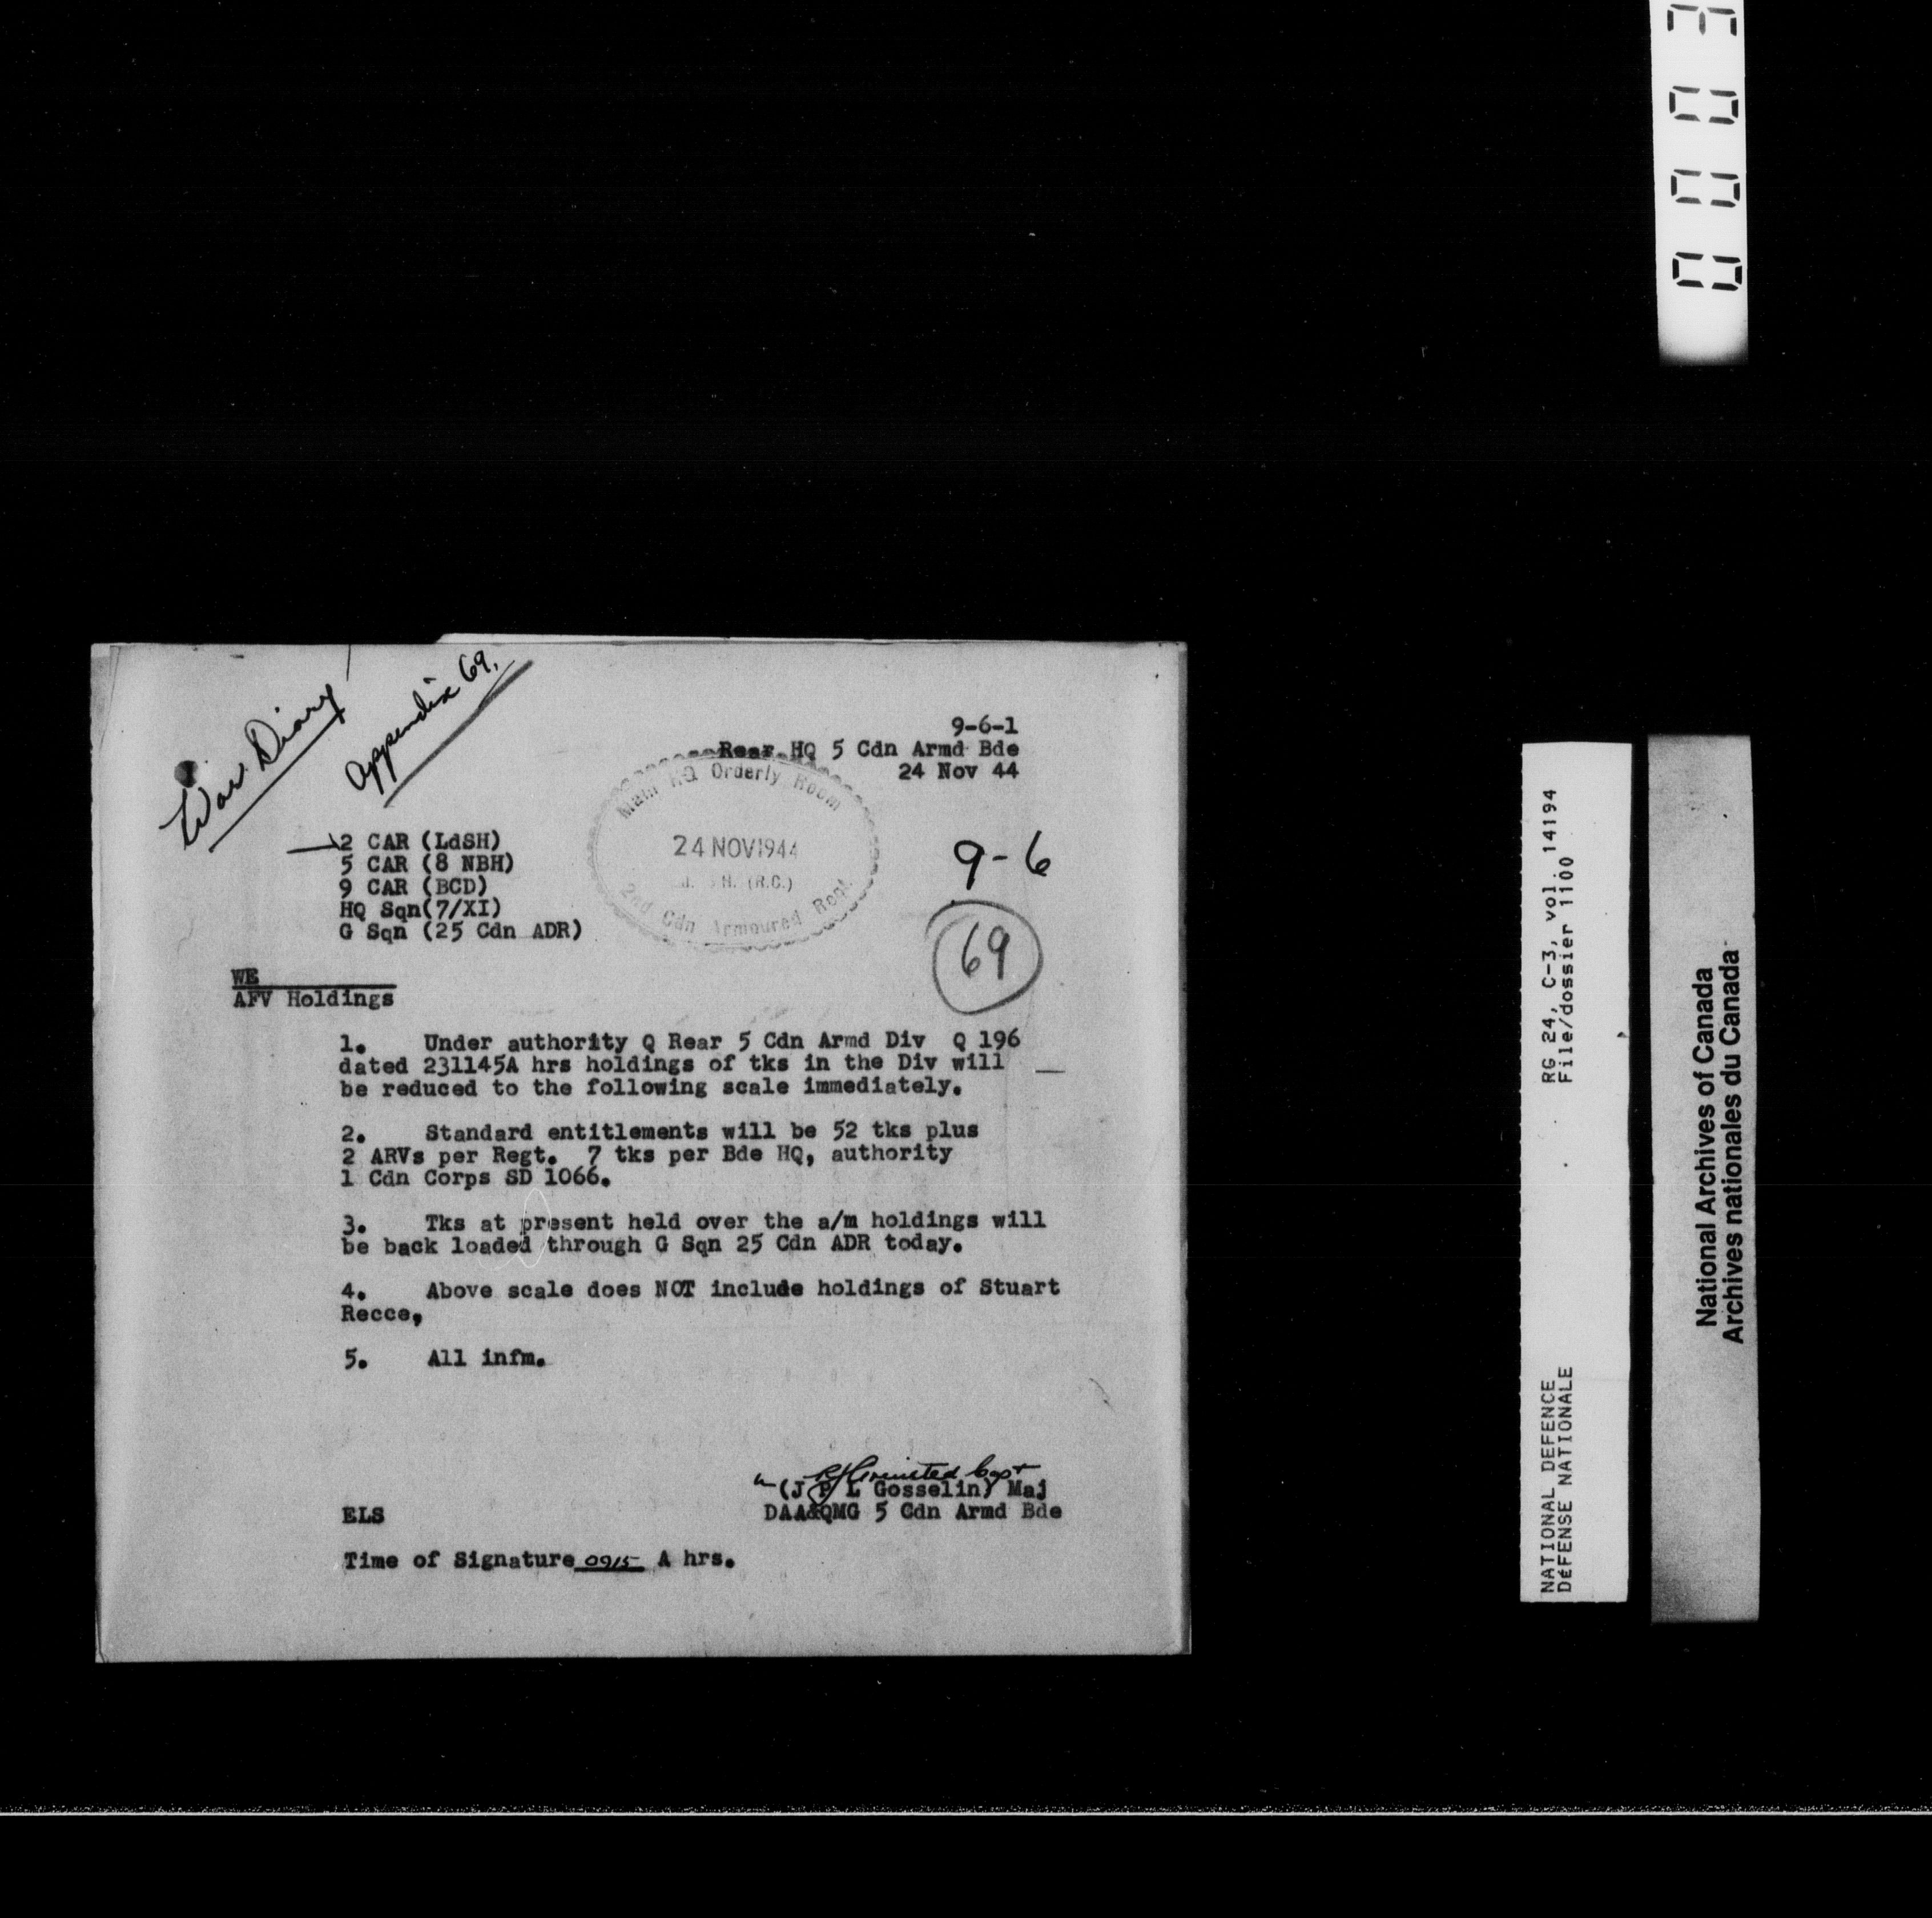 0003
War Diary
Appendix 69.
9-6-1
Rear HQ 5 Cdn Armd Bde
24 Nov 44
Main HQ Orderly Room
24 NOV 1944
H. (R.C.)
2nd Cdn Armoured Regt
2 CAR (LdSH)
5 CAR (8 NBH)
9 CAR (BCD)
HQ Sqn(7/XI)
G Sqn (25 Cdn ADR)
9-6
69
WE
AFV Holdings
1. Under authority Q Rear 5 Cdn Armd Div Q 196
dated 231145A hrs holdings of tks in the Div will
be reduced to the following scale immediately.
2. Standard entitlements will be 52 tks plus
2 ARVs per Regt. 7 tks per Bde HQ, authority
1 Cdn Corps SD 1066.
3. Tks at present held over the a/m holdings will
be back loaded through G Sqn 25 Cdn ADR today.
4. Above scale does NOT include holdings of Stuart
Recce,
5. All infm.
Capt
(J P L Gosselin) Maj
DAA&QMG 5 Cdn Armd Bde
ELS
Time of Signature 0915 A hrs.
RG 24, C-3, vol. 14194
File/dossier 1100
NATIONAL DEFENCE
DÉFENSE NATIONALE
National Archives of Canada
Archives nationales du Canada